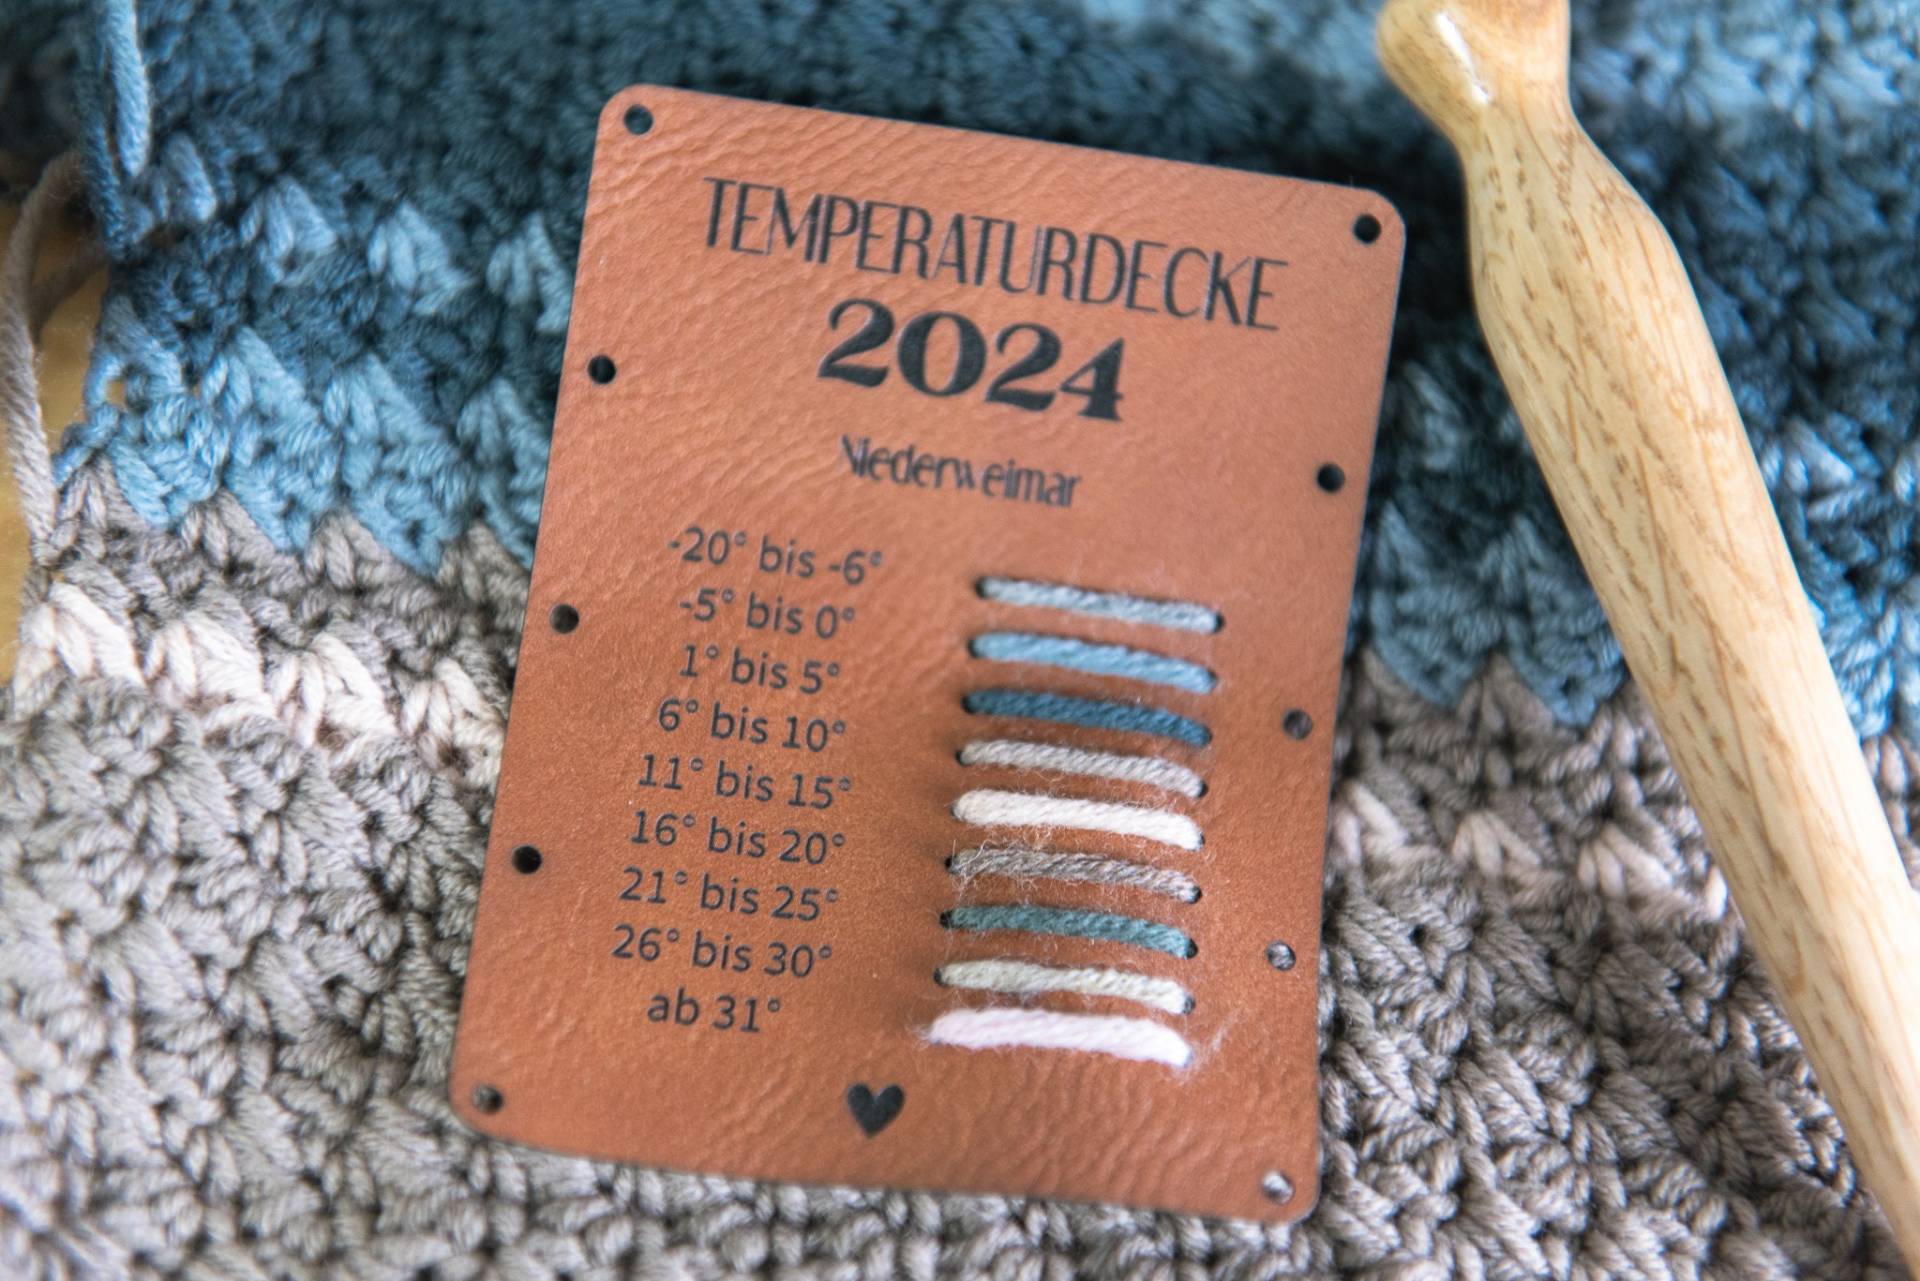 TEMPERATURDECKE
2024
Niederweimar
-20° bis -6°
-5° bis 0°
1° bis 5°
6° bis 10°
11° bis 15°
16° bis 20°
21° bis 25°
26° bis 30°
ab 31°